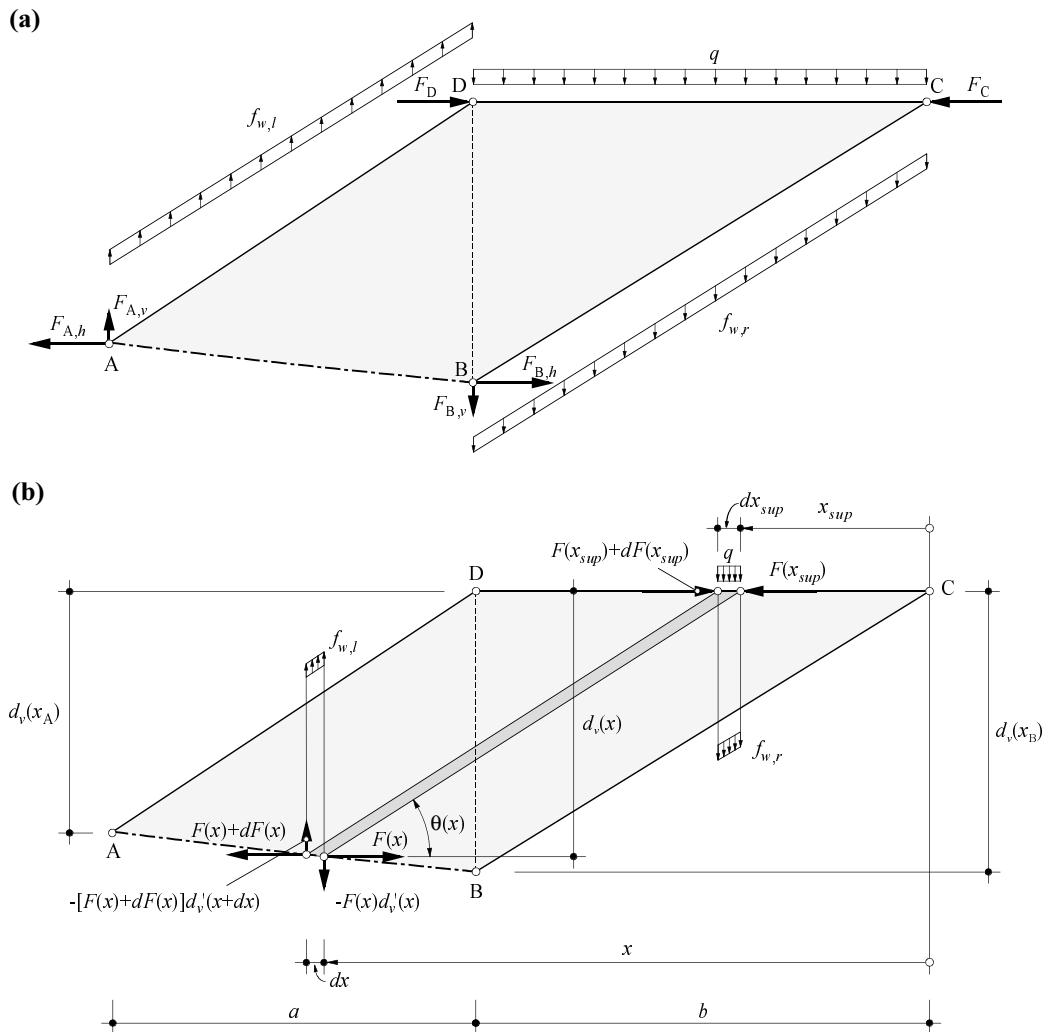 (a)
q
F_D
D
C
F_C
f_{w,l}
F_{A,v}
F_{A,h}
A
B
F_{B,h}
F_{B,v}
f_{w,r}
(b)
dx_{sup}
x_{sup}
F(x_{sup})+dF(x_{sup})
q
F(x_{sup})
D
C
f_{w,l}
d_v(x_A)
d_v(x)
d_v(x_B)
f_{w,r}
F(x)+dF(x)
F(x)
θ(x)
A
B
-[F(x)+dF(x)]d_v'(x+dx)
-F(x)d_v'(x)
x
dx
a
b